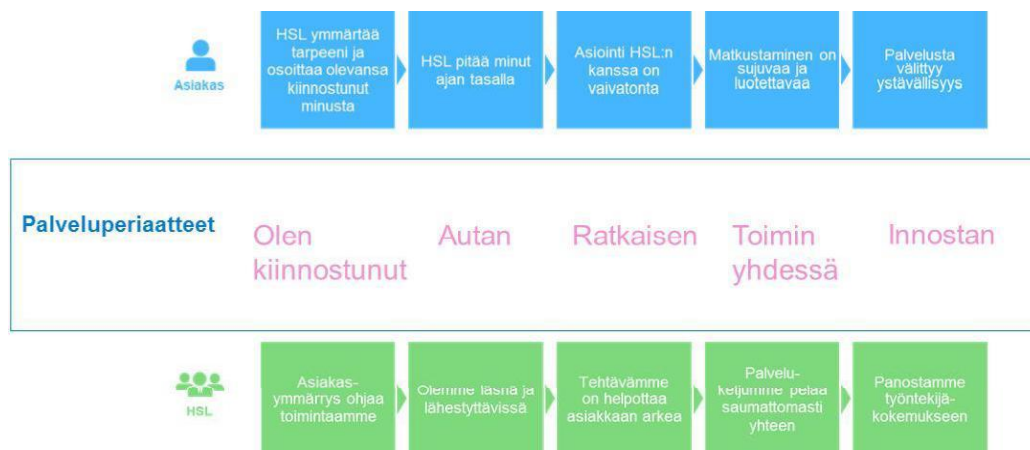 HSL ymmärtää
tarpeeni ja
osoittaa olevansa
kiinnostunut
minusta
HSL pitää minut
ajan tasalla
Asiointi HSL:n
kanssa on
vaivatonta
Matkustaminen on
sujuvaa ja
luotettavaa
Palvelusta
välittyy
ystävällisyys
Asiakas
Palveluperiaatteet
Olen
kiinnostunut
Autan
Ratkaisen
Toimin
yhdessä
Innostan
HSL
Asiakas-
ymmärrys ohjaa
toimintaamme
Olemme läsnä ja
lähestyttävissä
Tehtävämme
on helpottaa
asiakkaan arkea
Palvelu-
ketjumme pelaa
saumattomasti
yhteen
Panostamme
työntekijä-
kokemukseen